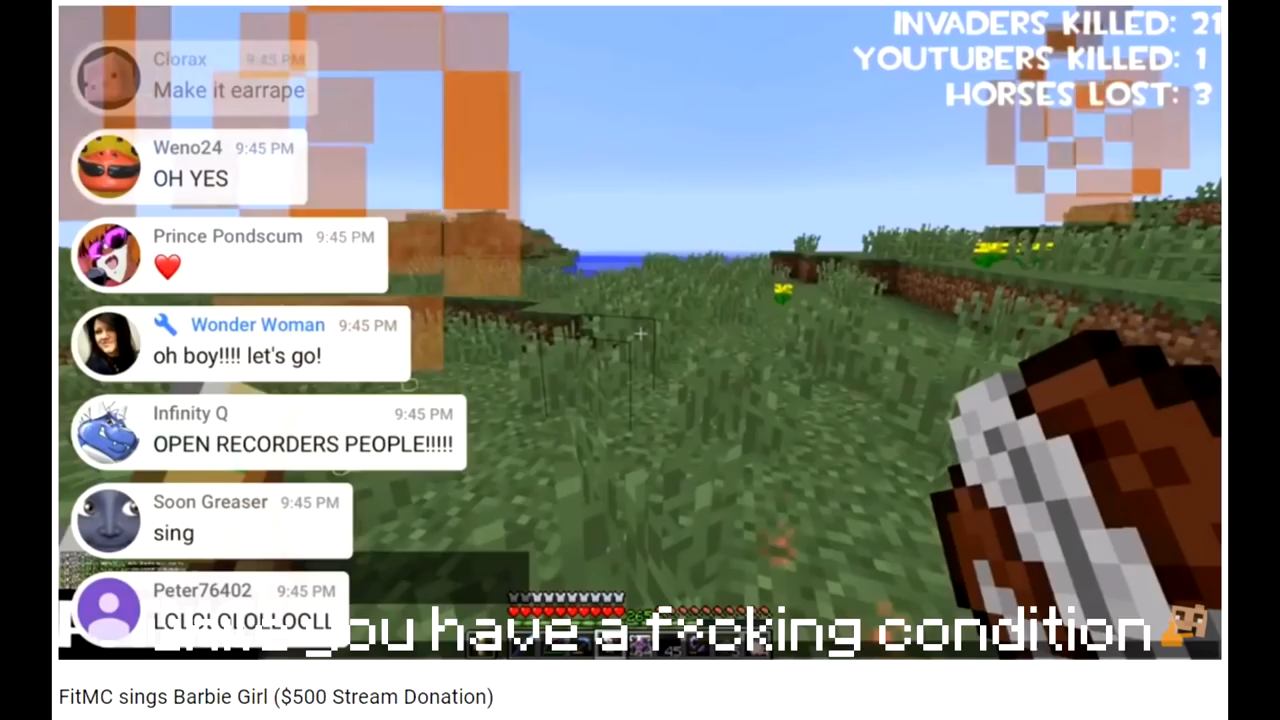 INVADERS KILLED: 21
YOUTUBERS KILLED: 1
HORSES LOST: 3
Clorax 9:45 PM
Make it earrape
Weno24 9:45 PM
OH YES
Prince Pondscum 9:45 PM
❤️
Wonder Woman 9:45 PM
oh boy!!!! let's go!
Infinity Q 9:45 PM
OPEN RECORDERS PEOPLE!!!!!
Soon Greaser 9:45 PM
sing
Peter76402 9:45 PM
you have a fxcking condition
45
FitMC sings Barbie Girl ($500 Stream Donation)